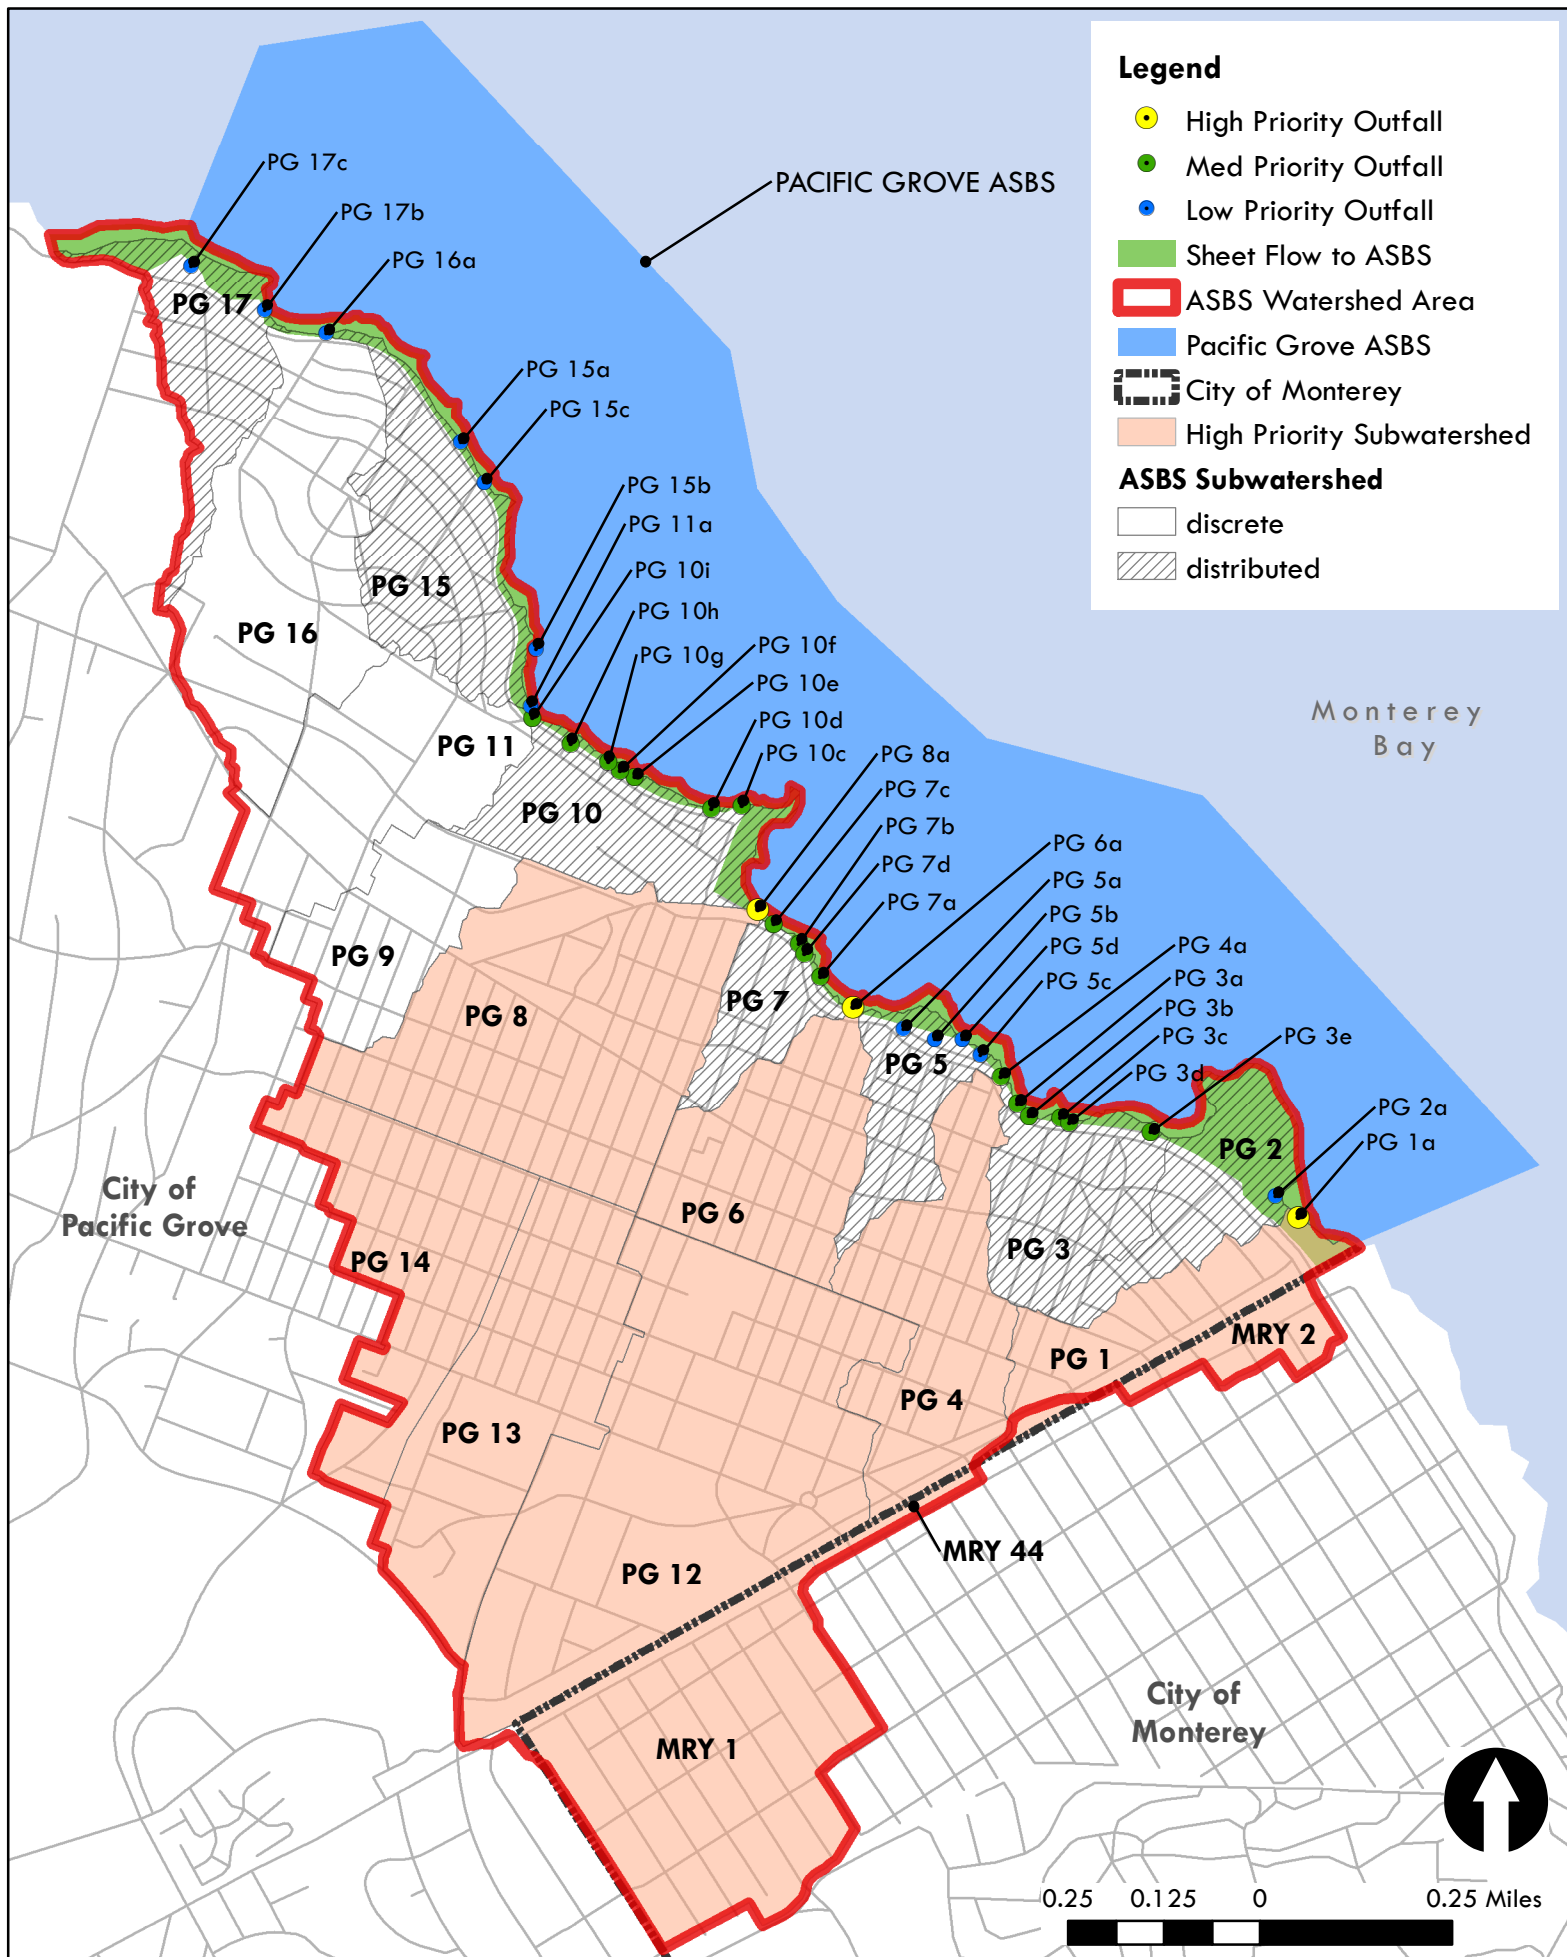 Legend
High Priority Outfall
Med Priority Outfall
Low Priority Outfall
Sheet Flow to ASBS
ASBS Watershed Area
Pacific Grove ASBS
City of Monterey
High Priority Subwatershed
ASBS Subwatershed
discrete
distributed
PACIFIC GROVE ASBS
PG 17c
PG 17b
PG 16a
PG 17
PG 15a
PG 15c
PG 15b
PG 11a
PG 10i
PG 10h
PG 10g
PG 10f
PG 10e
PG 10d
PG 10c
PG 15
PG 16
PG 11
PG 10
Monterey
Bay
PG 8a
PG 7c
PG 7b
PG 7d
PG 7a
PG 6a
PG 5a
PG 5b
PG 5d
PG 5c
PG 4a
PG 3a
PG 3b
PG 3c
PG 3d
PG 3e
PG 2a
PG 1a
PG 9
PG 8
PG 7
PG 5
PG 2
City of
Pacific Grove
PG 6
PG 3
PG 14
MRY 2
PG 1
PG 4
PG 13
MRY 44
PG 12
City of
Monterey
MRY 1
0.25 0.125 0 0.25 Miles